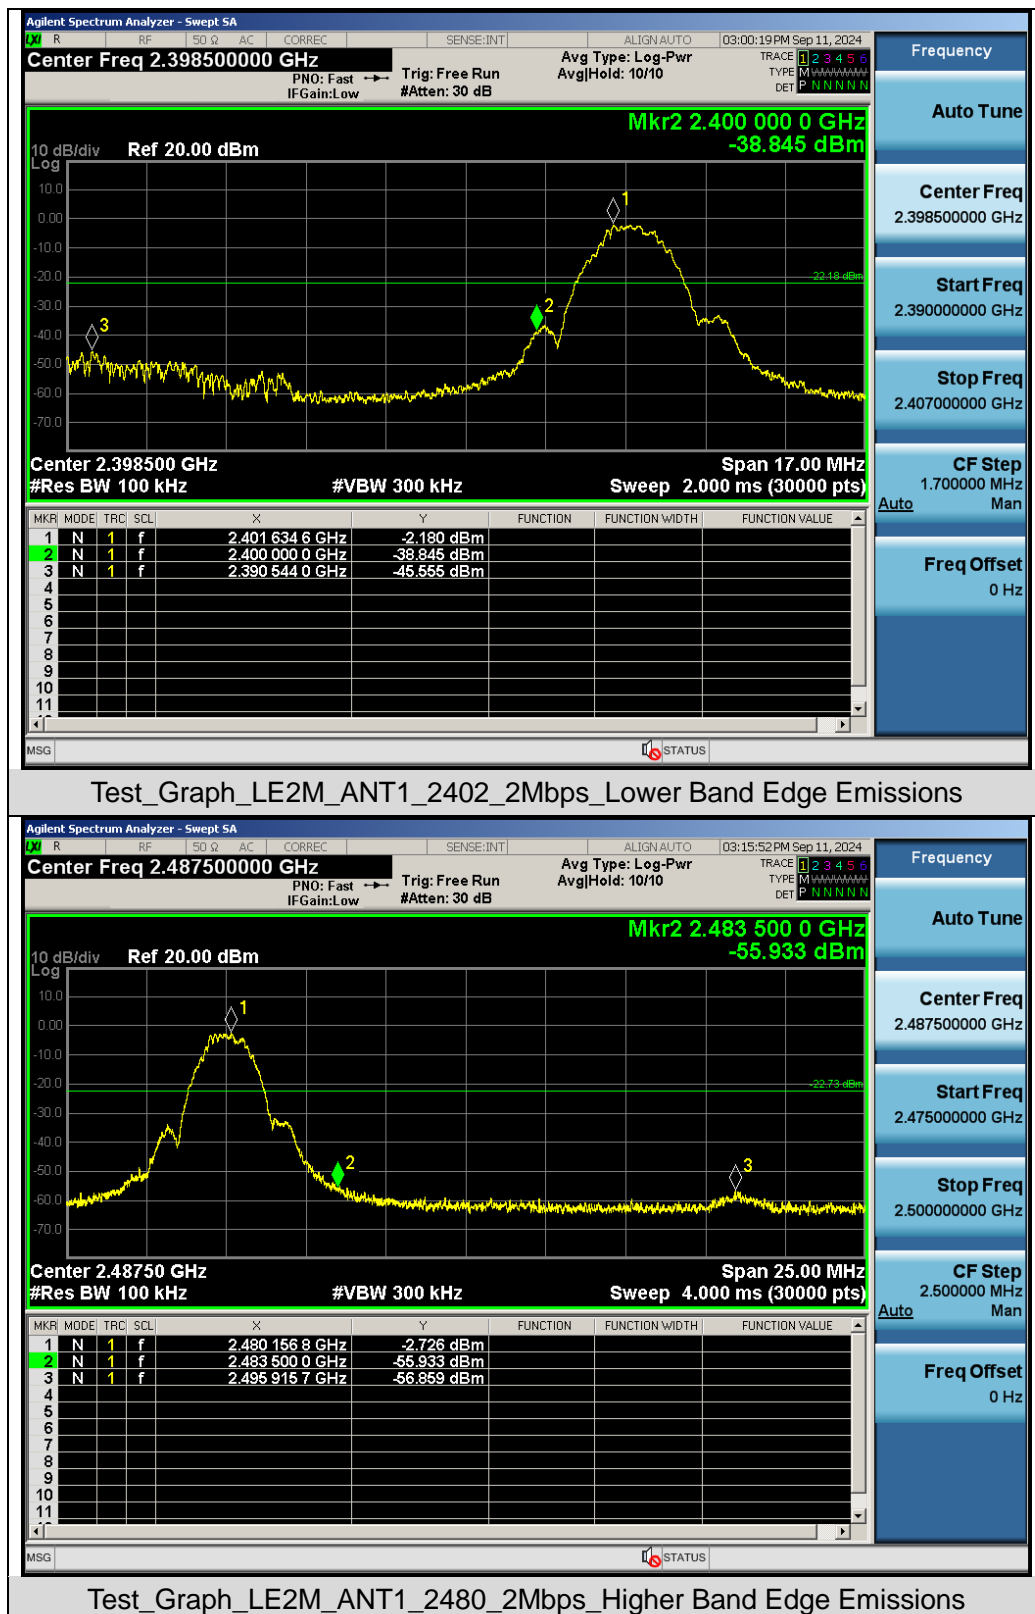 Agilent Spectrum Analyzer - Swept SA
LXI R RF 50 Ω AC CORREC SENSE:INT ALIGN AUTO 03:00:19 PM Sep 11, 2024
Center Freq 2.398500000 GHz
PNO: Fast
IFGain:Low
Trig: Free Run
#Atten: 30 dB
Avg Type: Log-Pwr
Avg|Hold: 10/10
TRACE 1 2 3 4 5 6
TYPE M WWWWW
DET P N N N N N
Frequency
Auto Tune
Center Freq
2.398500000 GHz
Start Freq
2.390000000 GHz
Stop Freq
2.407000000 GHz
CF Step
1.700000 MHz
Auto Man
Freq Offset
0 Hz
Mkr2 2.400 000 0 GHz
-38.845 dBm
10 dB/div Ref 20.00 dBm
Log
10.0
0.00
-10.0
-20.0
-30.0
-40.0
-50.0
-60.0
-70.0
1
2
3
-22.18 dBm
Center 2.398500 GHz Span 17.00 MHz
#Res BW 100 kHz #VBW 300 kHz Sweep 2.000 ms (30000 pts)
MKR MODE TRC SCL X Y FUNCTION FUNCTION WIDTH FUNCTION VALUE
1 N 1 f 2.401 634 6 GHz -2.180 dBm
2 N 1 f 2.400 000 0 GHz -38.845 dBm
3 N 1 f 2.390 544 0 GHz -45.555 dBm
4
5
6
7
8
9
10
11
MSG STATUS
Test_Graph_LE2M_ANT1_2402_2Mbps_Lower Band Edge Emissions
Agilent Spectrum Analyzer - Swept SA
LXI R RF 50 Ω AC CORREC SENSE:INT ALIGN AUTO 03:15:52 PM Sep 11, 2024
Center Freq 2.487500000 GHz
PNO: Fast
IFGain:Low
Trig: Free Run
#Atten: 30 dB
Avg Type: Log-Pwr
Avg|Hold: 10/10
TRACE 1 2 3 4 5 6
TYPE M WWWWW
DET P N N N N N
Frequency
Auto Tune
Center Freq
2.487500000 GHz
Start Freq
2.475000000 GHz
Stop Freq
2.500000000 GHz
CF Step
2.500000 MHz
Auto Man
Freq Offset
0 Hz
Mkr2 2.483 500 0 GHz
-55.933 dBm
10 dB/div Ref 20.00 dBm
Log
10.0
0.00
-10.0
-20.0
-30.0
-40.0
-50.0
-60.0
-70.0
1
2
3
-22.73 dBm
Center 2.48750 GHz Span 25.00 MHz
#Res BW 100 kHz #VBW 300 kHz Sweep 4.000 ms (30000 pts)
MKR MODE TRC SCL X Y FUNCTION FUNCTION WIDTH FUNCTION VALUE
1 N 1 f 2.480 156 8 GHz -2.726 dBm
2 N 1 f 2.483 500 0 GHz -55.933 dBm
3 N 1 f 2.495 915 7 GHz -56.859 dBm
4
5
6
7
8
9
10
11
MSG STATUS
Test_Graph_LE2M_ANT1_2480_2Mbps_Higher Band Edge Emissions